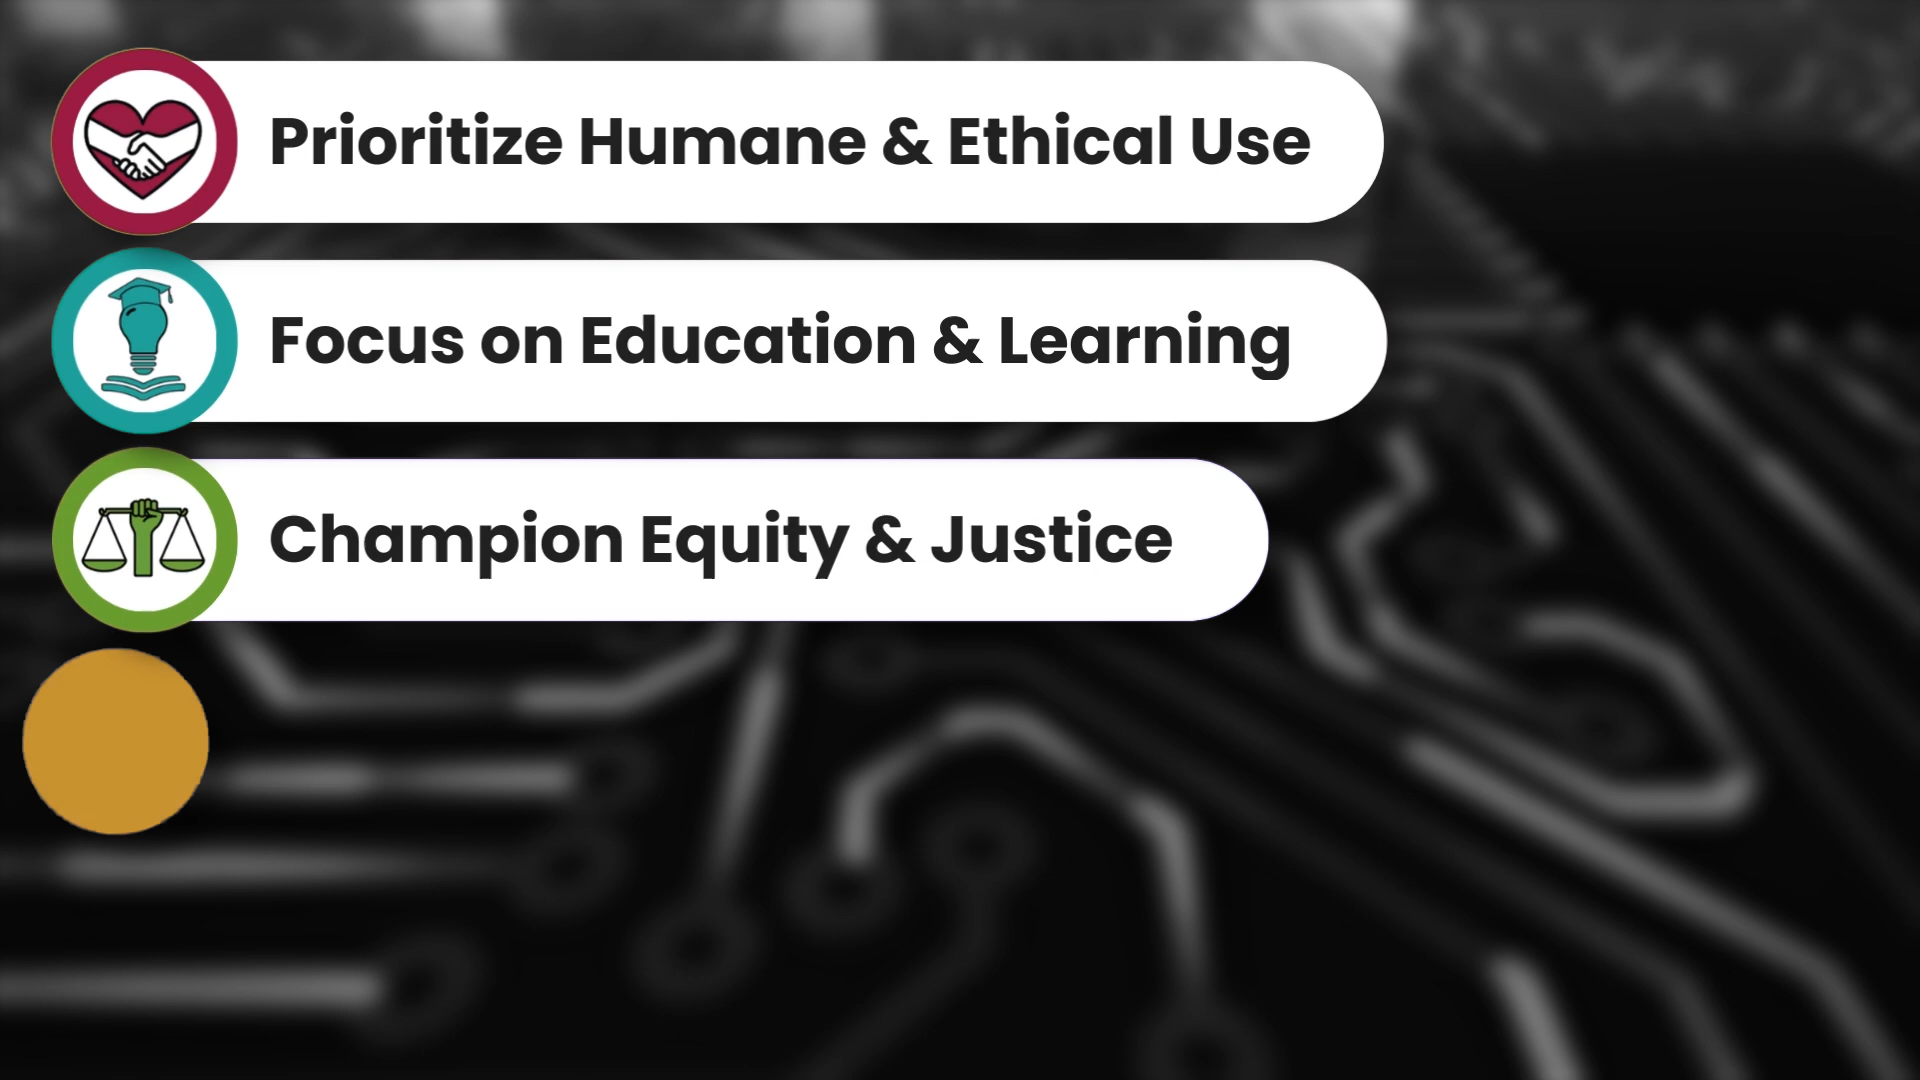 Prioritize Humane & Ethical Use
Focus on Education & Learning
Champion Equity & Justice